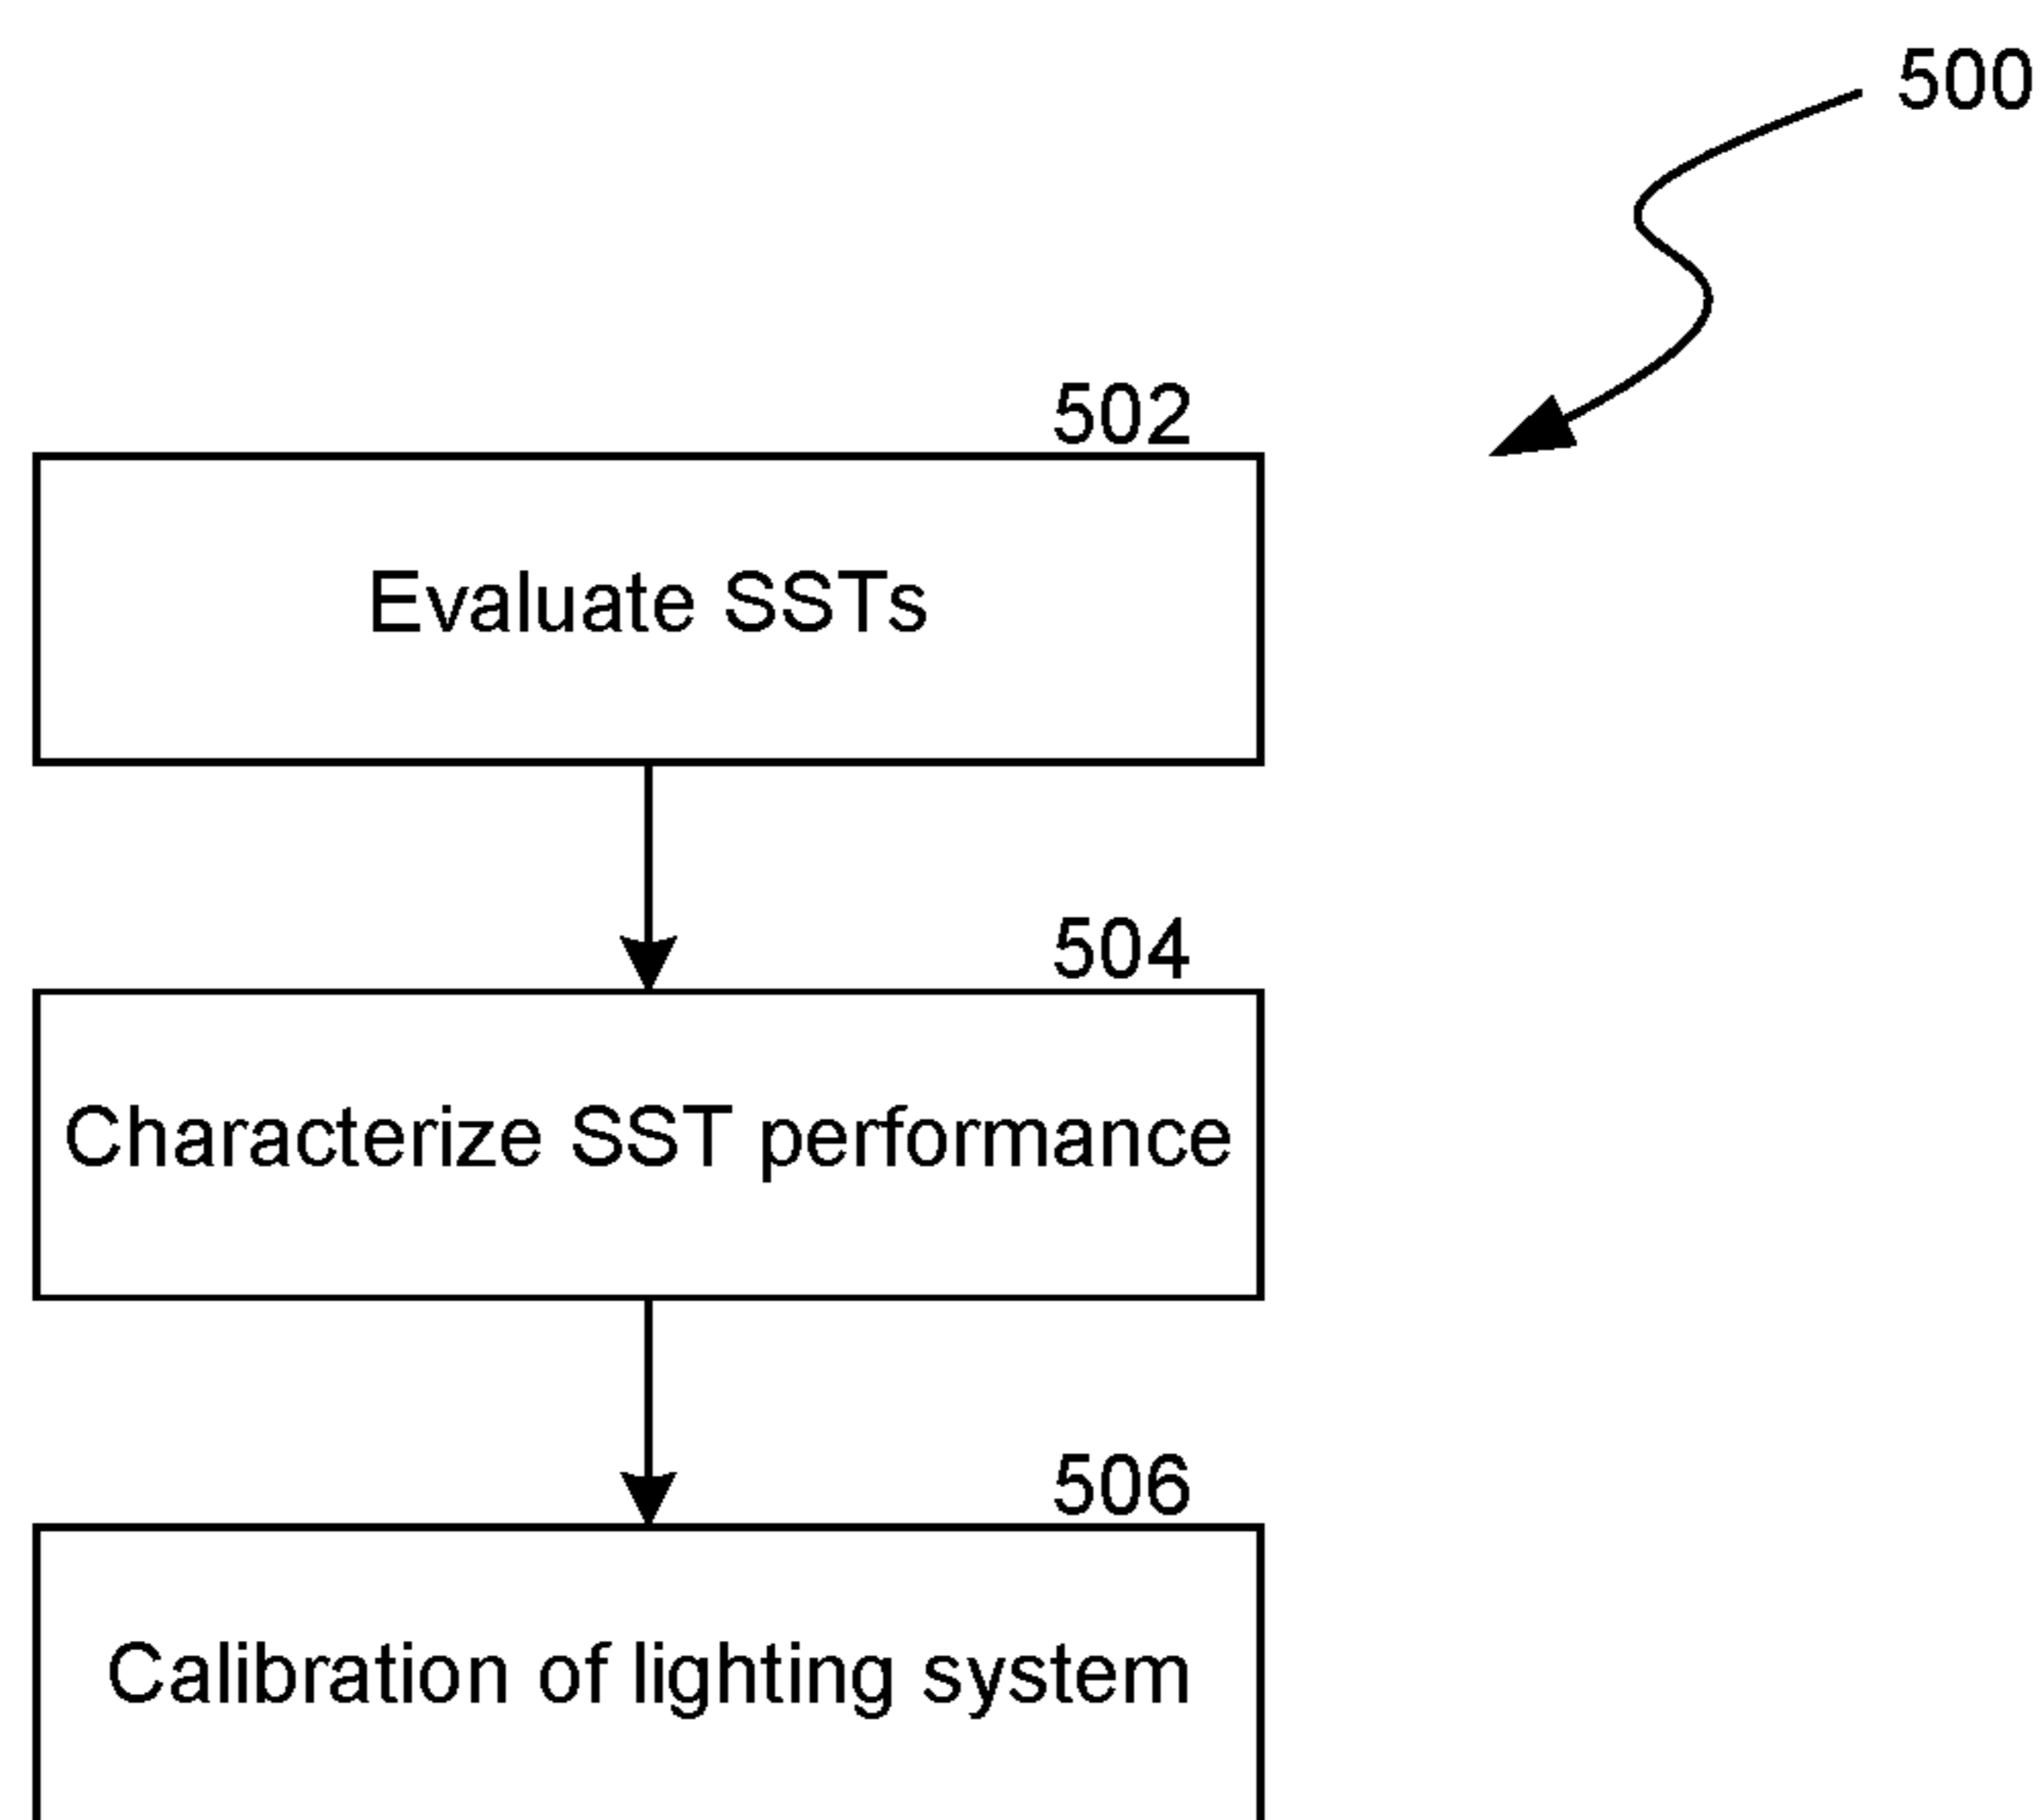 500
502
Evaluate SSTs
504
Characterize SST performance
506
Calibration of lighting system